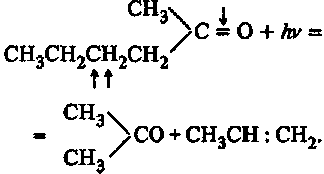 CH₃
C = O + hν =
CH₃CH₂CH₂CH₂
CH₃
= CO + CH₃CH : CH₂.
CH₃